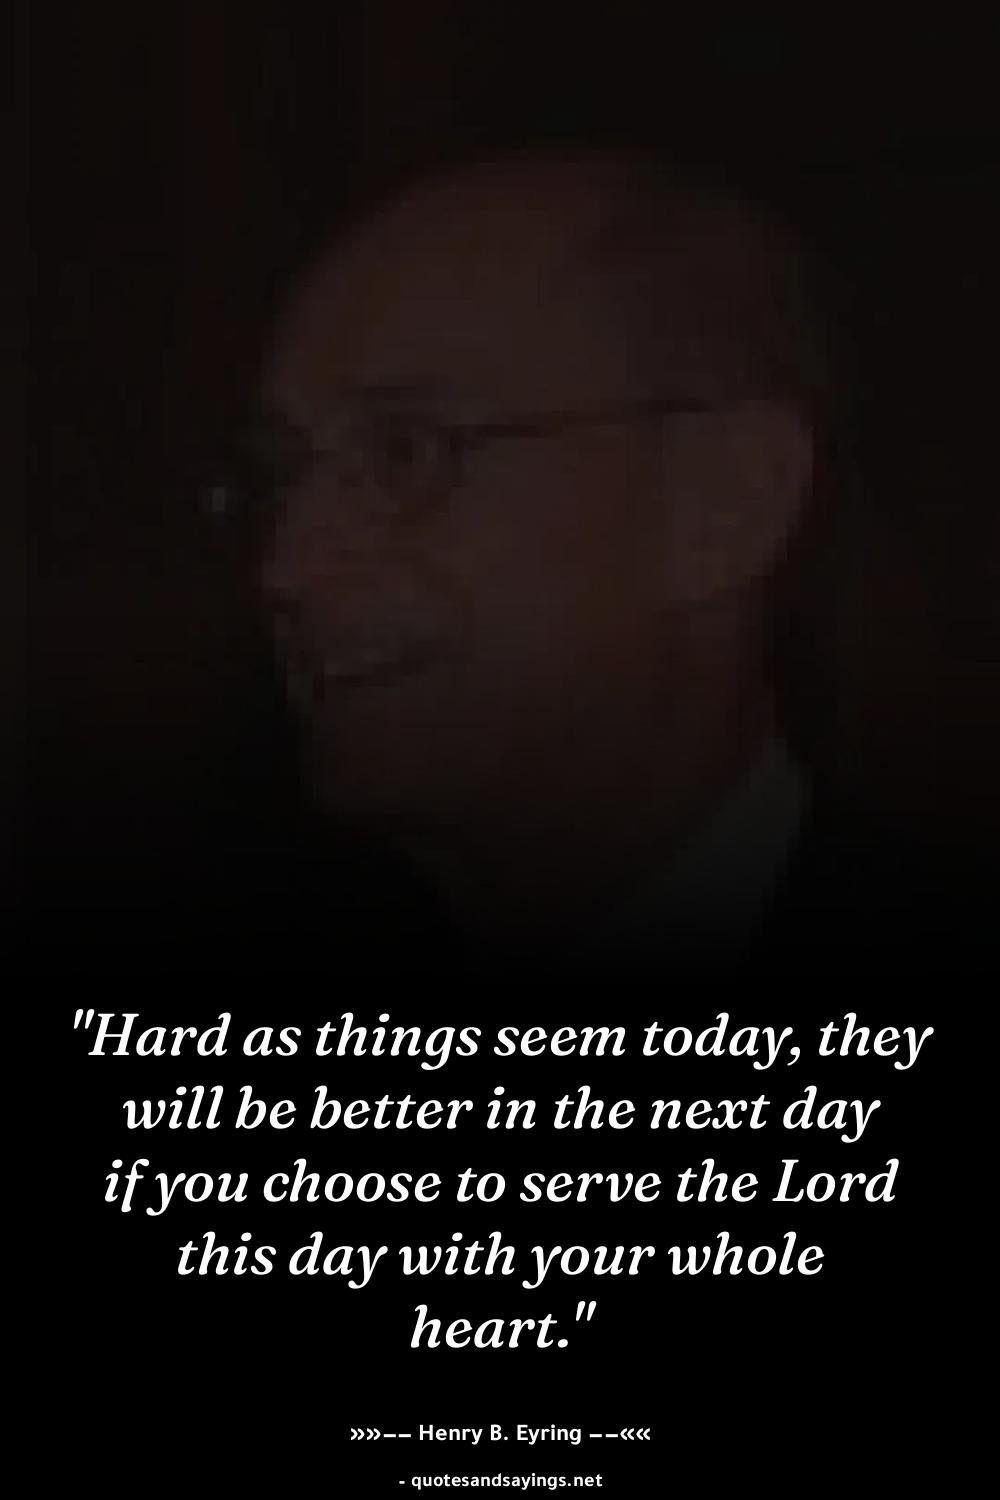 "Hard as things seem today, they
will be better in the next day
if you choose to serve the Lord
this day with your whole
heart."
»»−− Henry B. Eyring −−««
- quotesandsayings.net